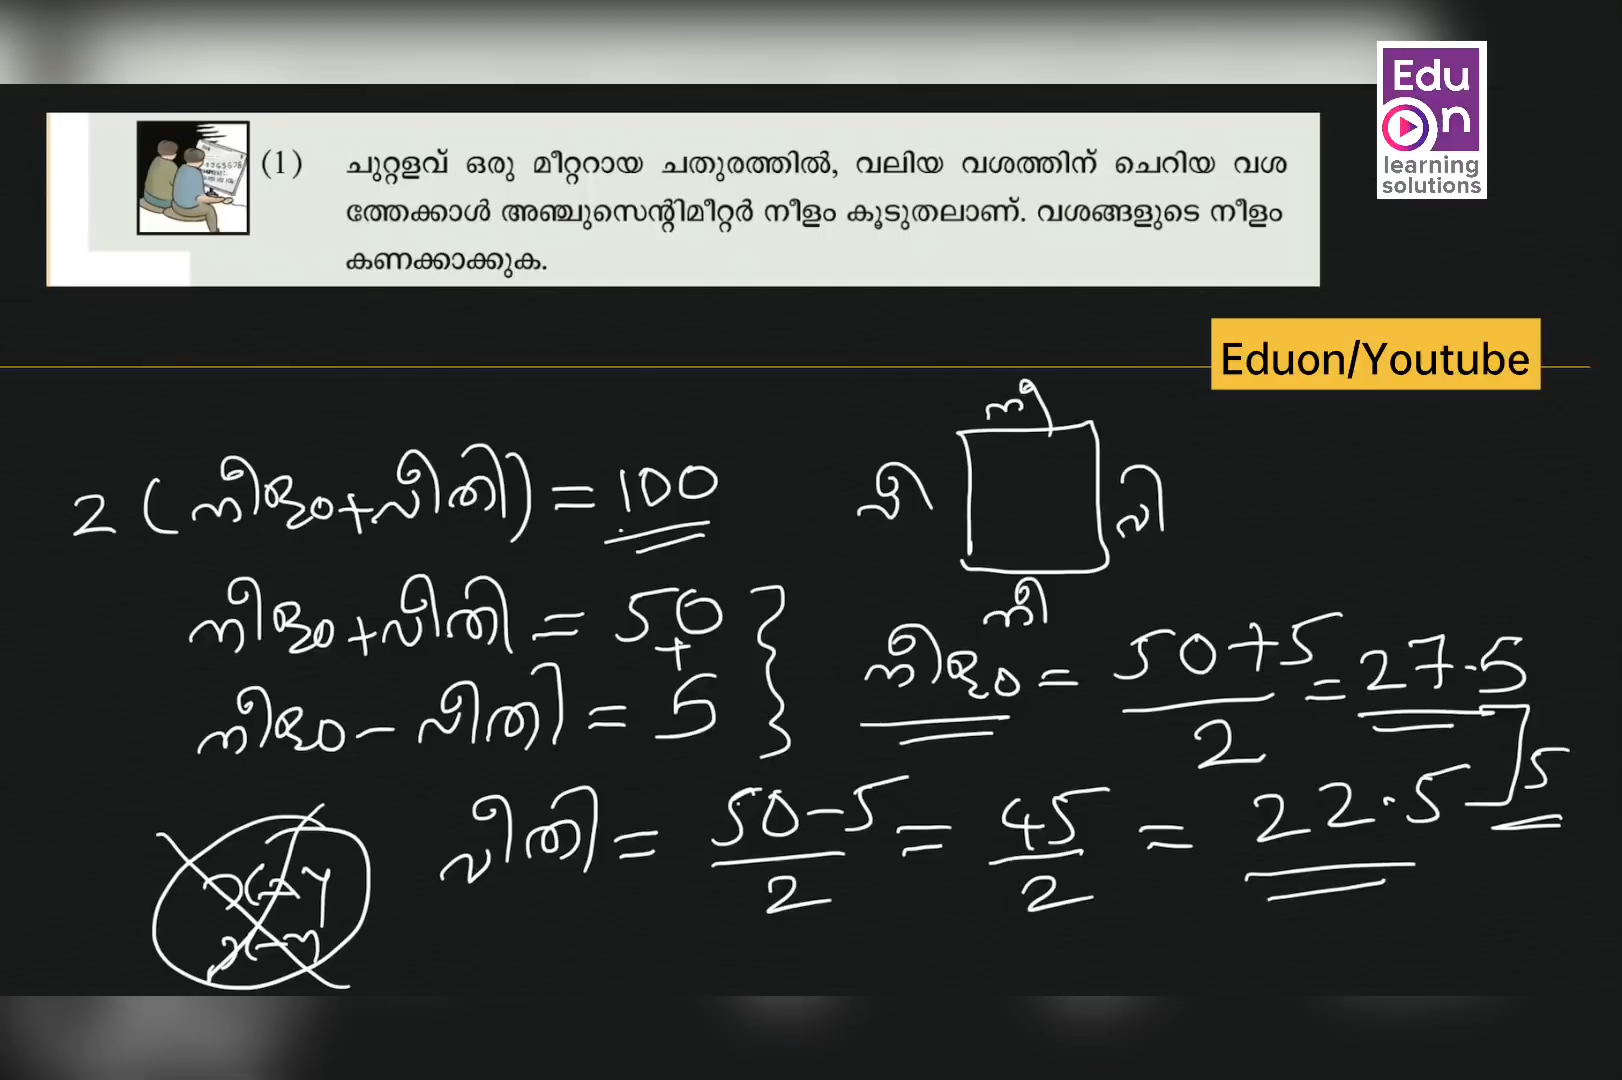 Edu
On
learning
solutions
(1) ചുറ്റളവ് ഒരു മീറ്ററായ ചതുരത്തിൽ, വലിയ വശത്തിന് ചെറിയ വശ
ത്തേക്കാൾ അഞ്ചുസെന്റിമീറ്റർ നീളം കൂടുതലാണ്. വശങ്ങളുടെ നീളം
കണക്കാക്കുക.
Eduon/Youtube
നീ
2 (നീളം+വീതി) = 100
വീ
വീ
നീ
നീളം+വീതി = 50
+
നീളം - വീതി = 5
നീളം = 50+5/2 = 27.5
വീതി = 50-5/2 = 45/2 = 22.5
5